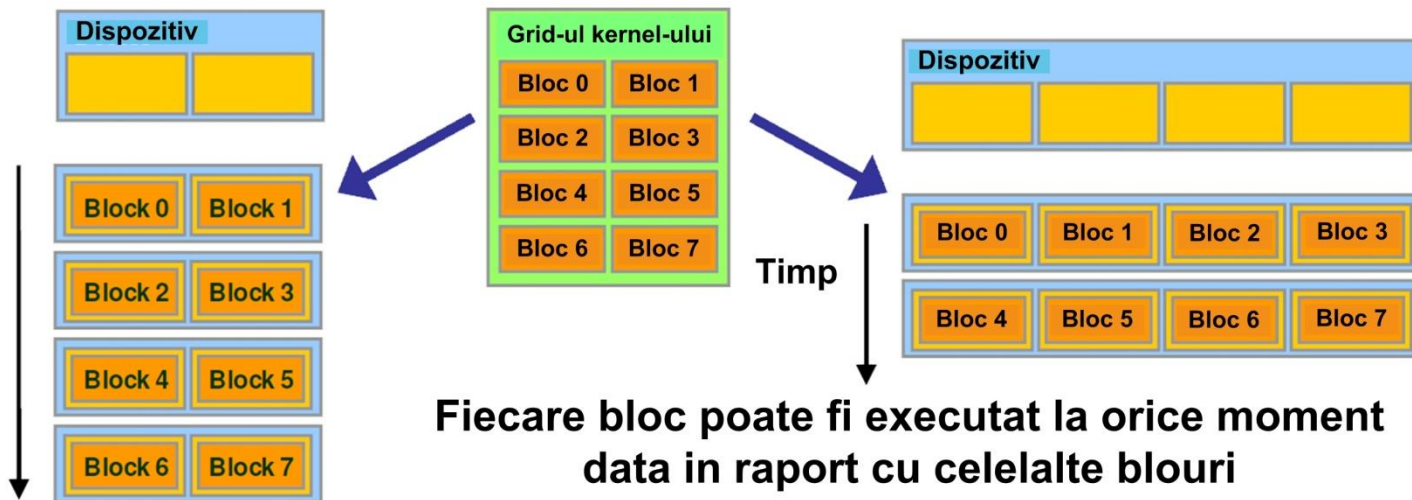 Dispozitiv
Grid-ul kernel-ului
Bloc 0 Bloc 1
Bloc 2 Bloc 3
Bloc 4 Bloc 5
Bloc 6 Bloc 7
Dispozitiv
Block 0 Block 1
Block 2 Block 3
Block 4 Block 5
Block 6 Block 7
Timp
Bloc 0 Bloc 1 Bloc 2 Bloc 3
Bloc 4 Bloc 5 Bloc 6 Bloc 7
Fiecare bloc poate fi executat la orice moment
data in raport cu celelalte blouri